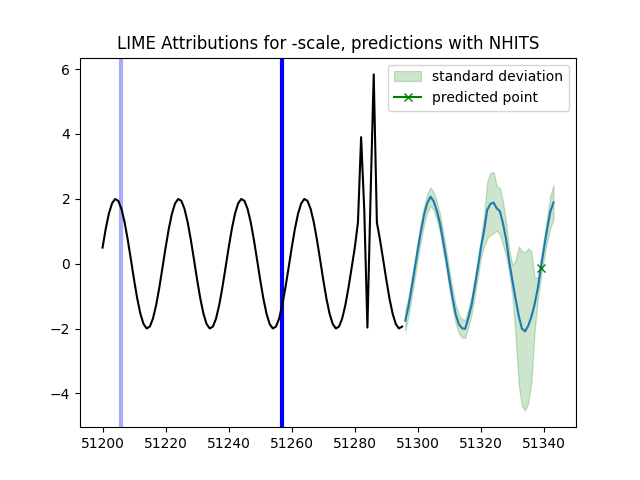 LIME Attributions for -scale, predictions with NHITS
standard deviation
predicted point
6
4
2
0
−2
−4
51200 51220 51240 51260 51280 51300 51320 51340